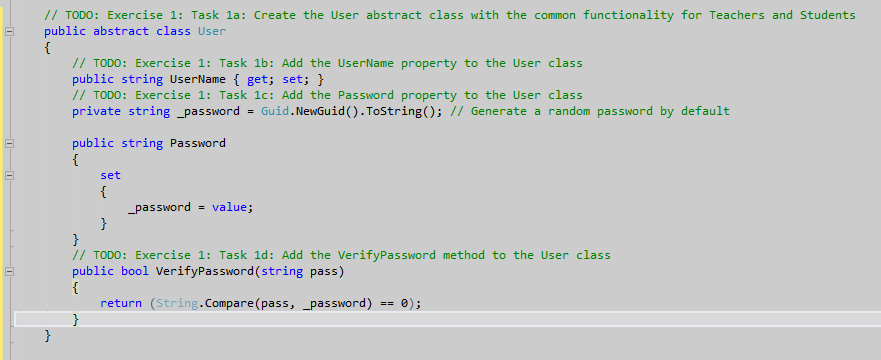 // TODO: Exercise 1: Task 1a: Create the User abstract class with the common functionality for Teachers and Students
public abstract class User
{
// TODO: Exercise 1: Task 1b: Add the UserName property to the User class
public string UserName { get; set; }
// TODO: Exercise 1: Task 1c: Add the Password property to the User class
private string _password = Guid.NewGuid().ToString(); // Generate a random password by default
public string Password
{
set
{
_password = value;
}
}
// TODO: Exercise 1: Task 1d: Add the VerifyPassword method to the User class
public bool VerifyPassword(string pass)
{
return (String.Compare(pass, _password) == 0);
}
}